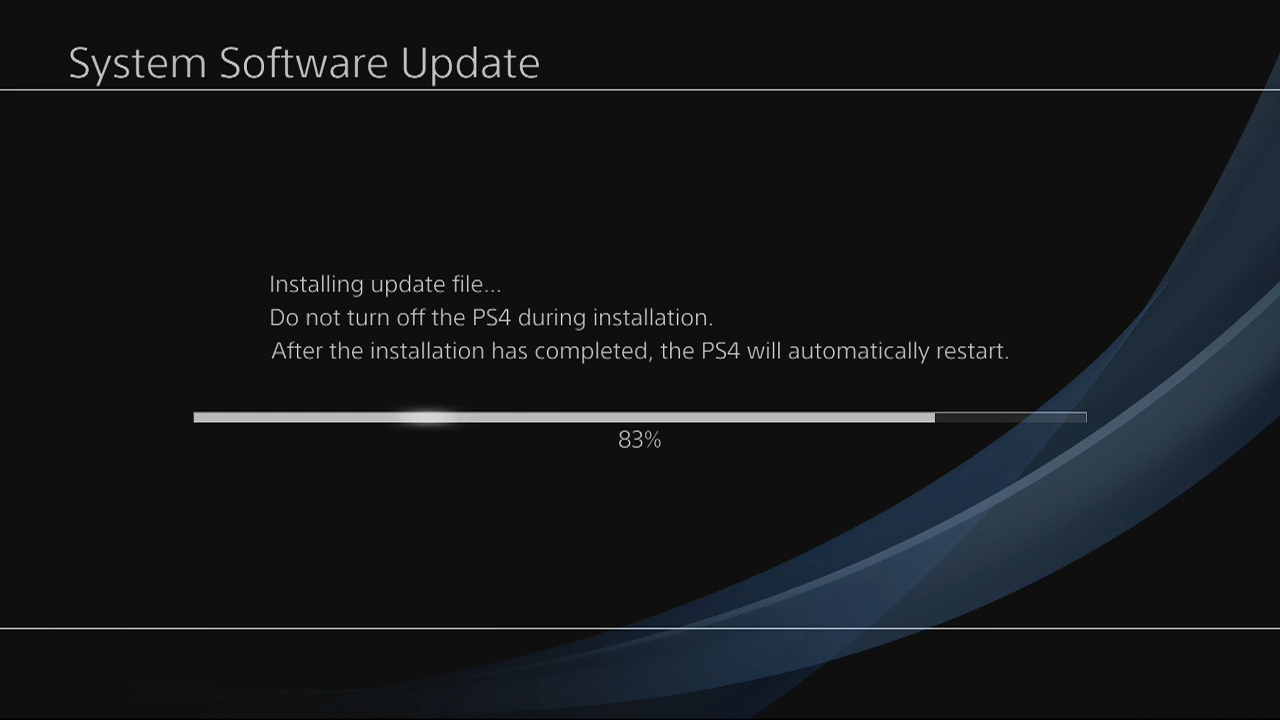 System Software Update
Installing update file...
Do not turn off the PS4 during installation.
After the installation has completed, the PS4 will automatically restart.
83%